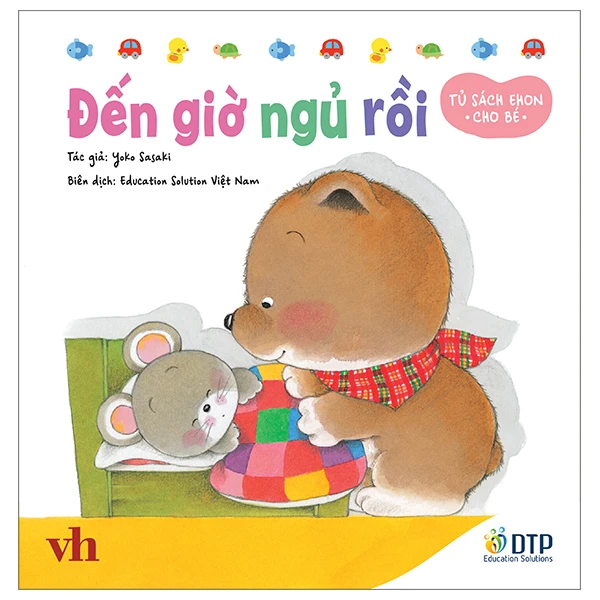 Đến giờ ngủ rồi
TỦ SÁCH EHON
• CHO BÉ •
Tác giả: Yoko Sasaki
Biên dịch: Education Solution Việt Nam
vh
DTP
Education Solutions